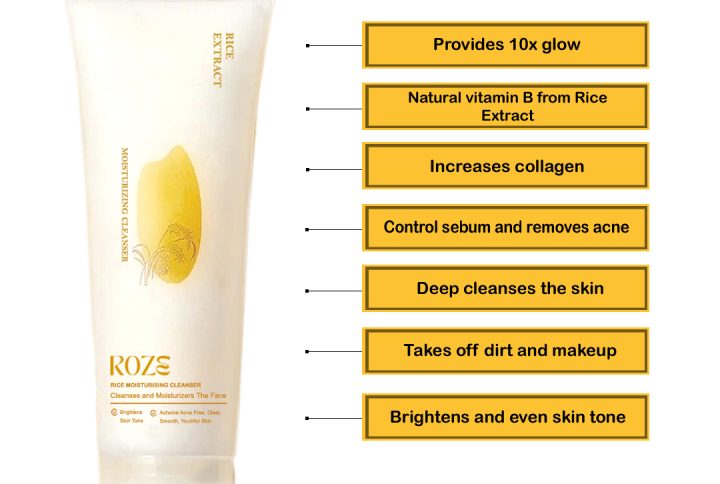 RICE
EXTRACT
MOISTURIZING CLEANSER
ROZE
RICE MOISTURISING CLEANSER
Cleanses and Moisturizers The Face
Brightens
Skin Tone
Acheive Acne Free, Clear,
Smooth, Youthful Skin
Provides 10x glow
Natural vitamin B from Rice
Extract
Increases collagen
Control sebum and removes acne
Deep cleanses the skin
Takes off dirt and makeup
Brightens and even skin tone